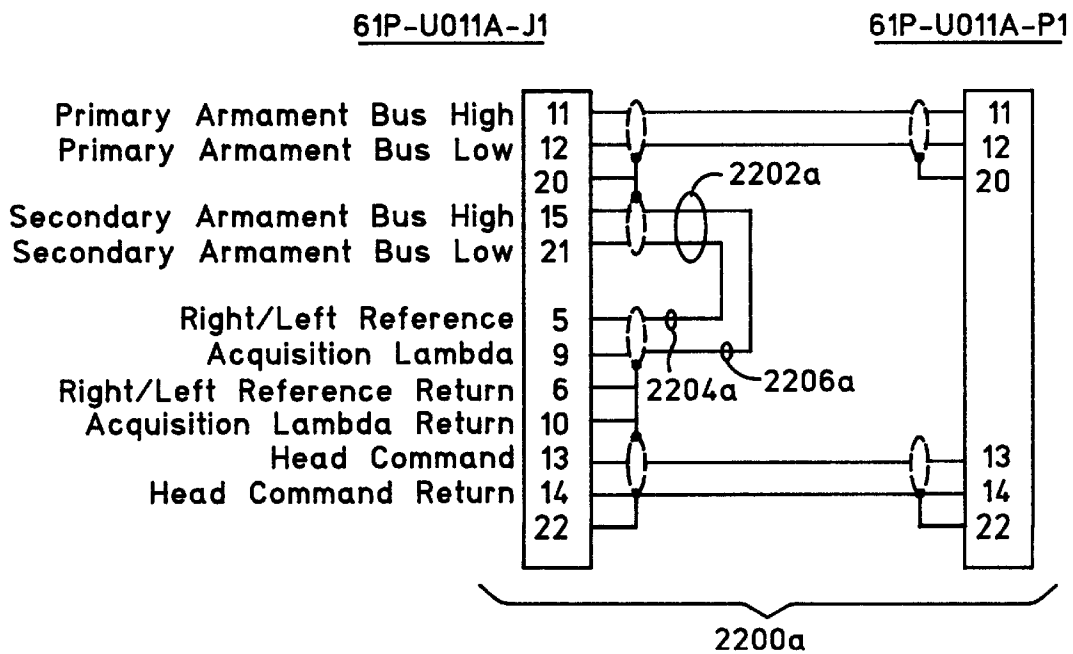 61P-U011A-J1 61P-U011A-P1
Primary Armament Bus High 11 11
Primary Armament Bus Low 12 12
20 20
2202a
Secondary Armament Bus High 15
Secondary Armament Bus Low 21
Right/Left Reference 5
Acquisition Lambda 9
2204a 2206a
Right/Left Reference Return 6
Acquisition Lambda Return 10
Head Command 13 13
Head Command Return 14 14
22 22
2200a